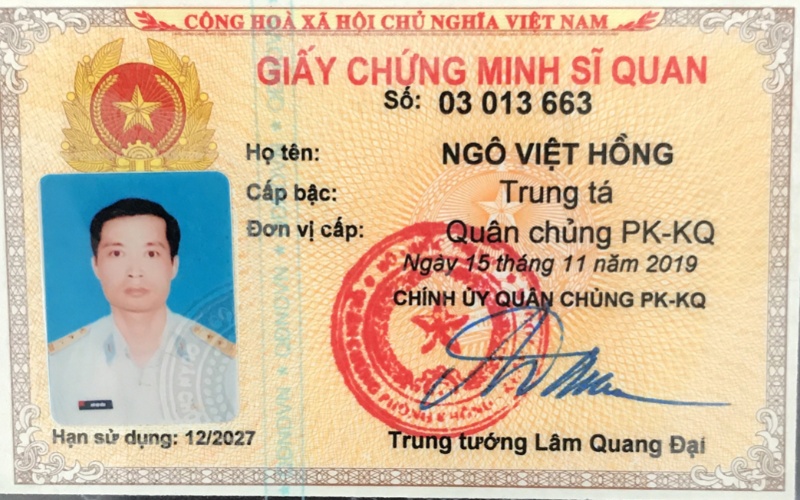 CỘNG HOÀ XÃ HỘI CHỦ NGHĨA VIỆT NAM
GIẤY CHỨNG MINH SĨ QUAN
Số: 03 013 663
Họ tên: NGÔ VIỆT HỒNG
Cấp bậc: Trung tá
Đơn vị cấp: Quân chủng PK-KQ
Ngày 15 tháng 11 năm 2019
CHÍNH ỦY QUÂN CHỦNG PK-KQ
Hạn sử dụng: 12/2027
Trung tướng Lâm Quang Đại